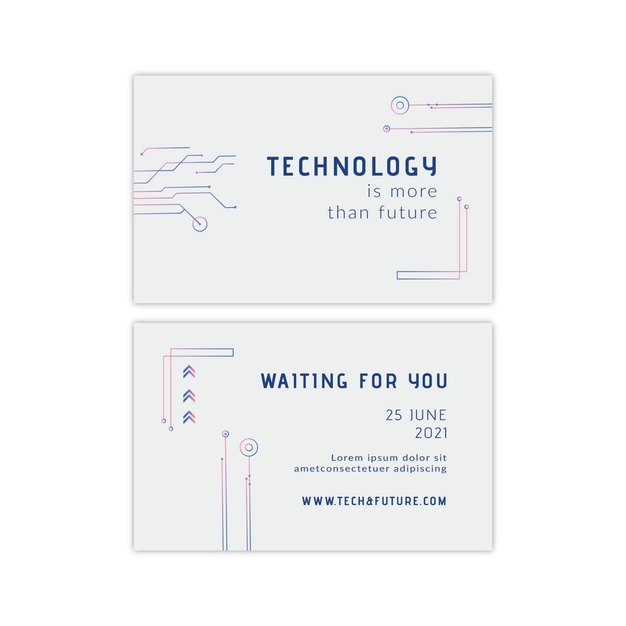 TECHNOLOGY
is more
than future
WAITING FOR YOU
25 JUNE
2021
Lorem ipsum dolor sit
ametconsectetuer adipiscing
WWW.TECH&FUTURE.COM